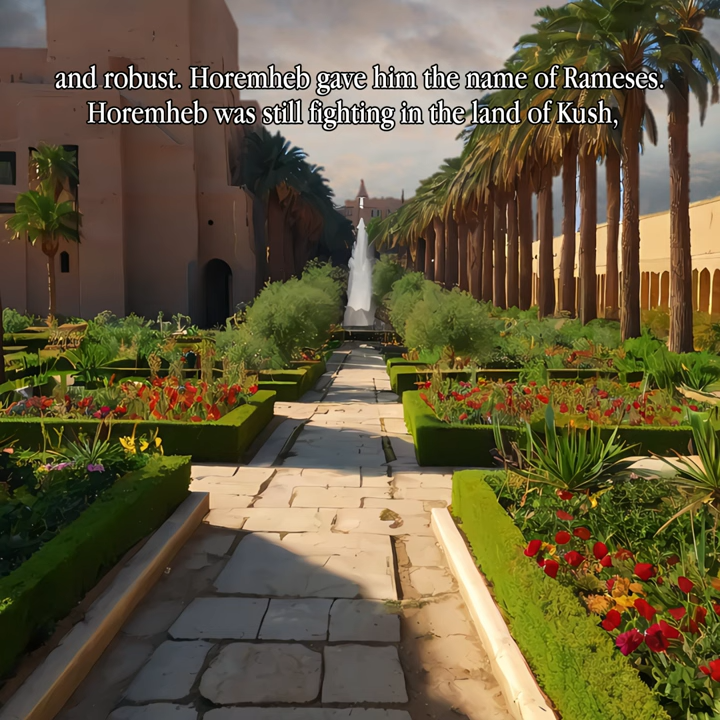 and robust. Horemheb gave him the name of Rameses.
Horemheb was still fighting in the land of Kush,